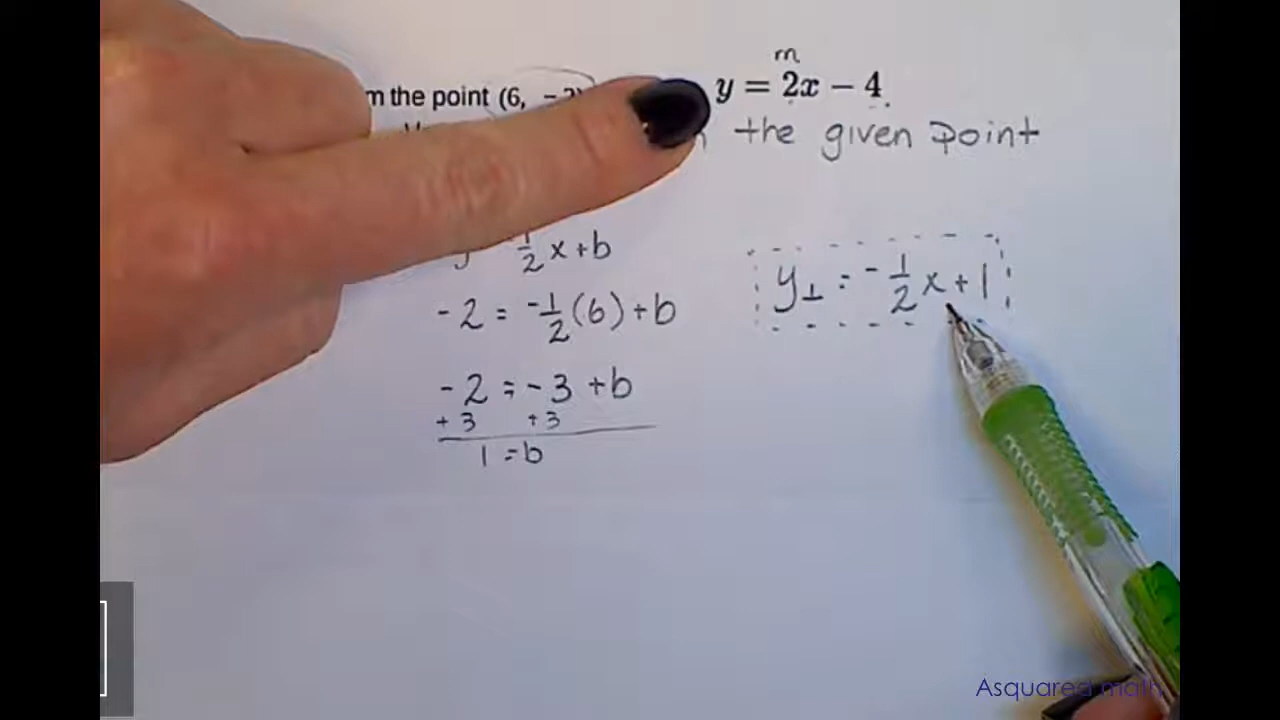 m
the point (6, y = 2x − 4
the given point
1/2 x + b
y⊥ = -1/2 x + 1
-2 = -1/2 (6) + b
-2 = -3 + b
+3 +3
1 = b
Asquared math